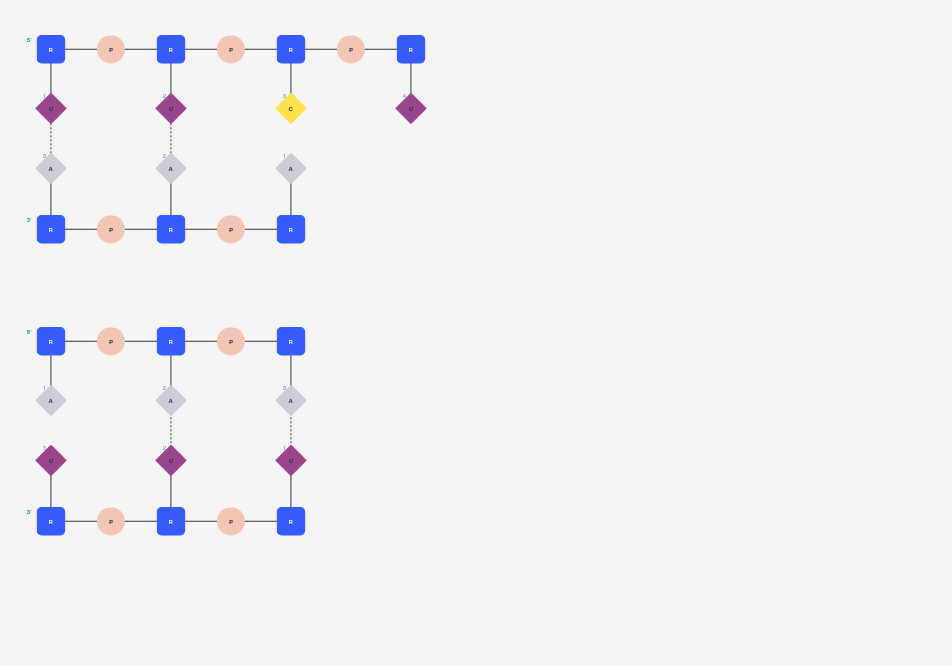 5'
R P R P R P R
1 2 3 4
U U C U
3 2 1
A A A
3'
R P R P R
5'
R P R P R
1 2 3
A A A
3 2 1
U U U
3'
R P R P R